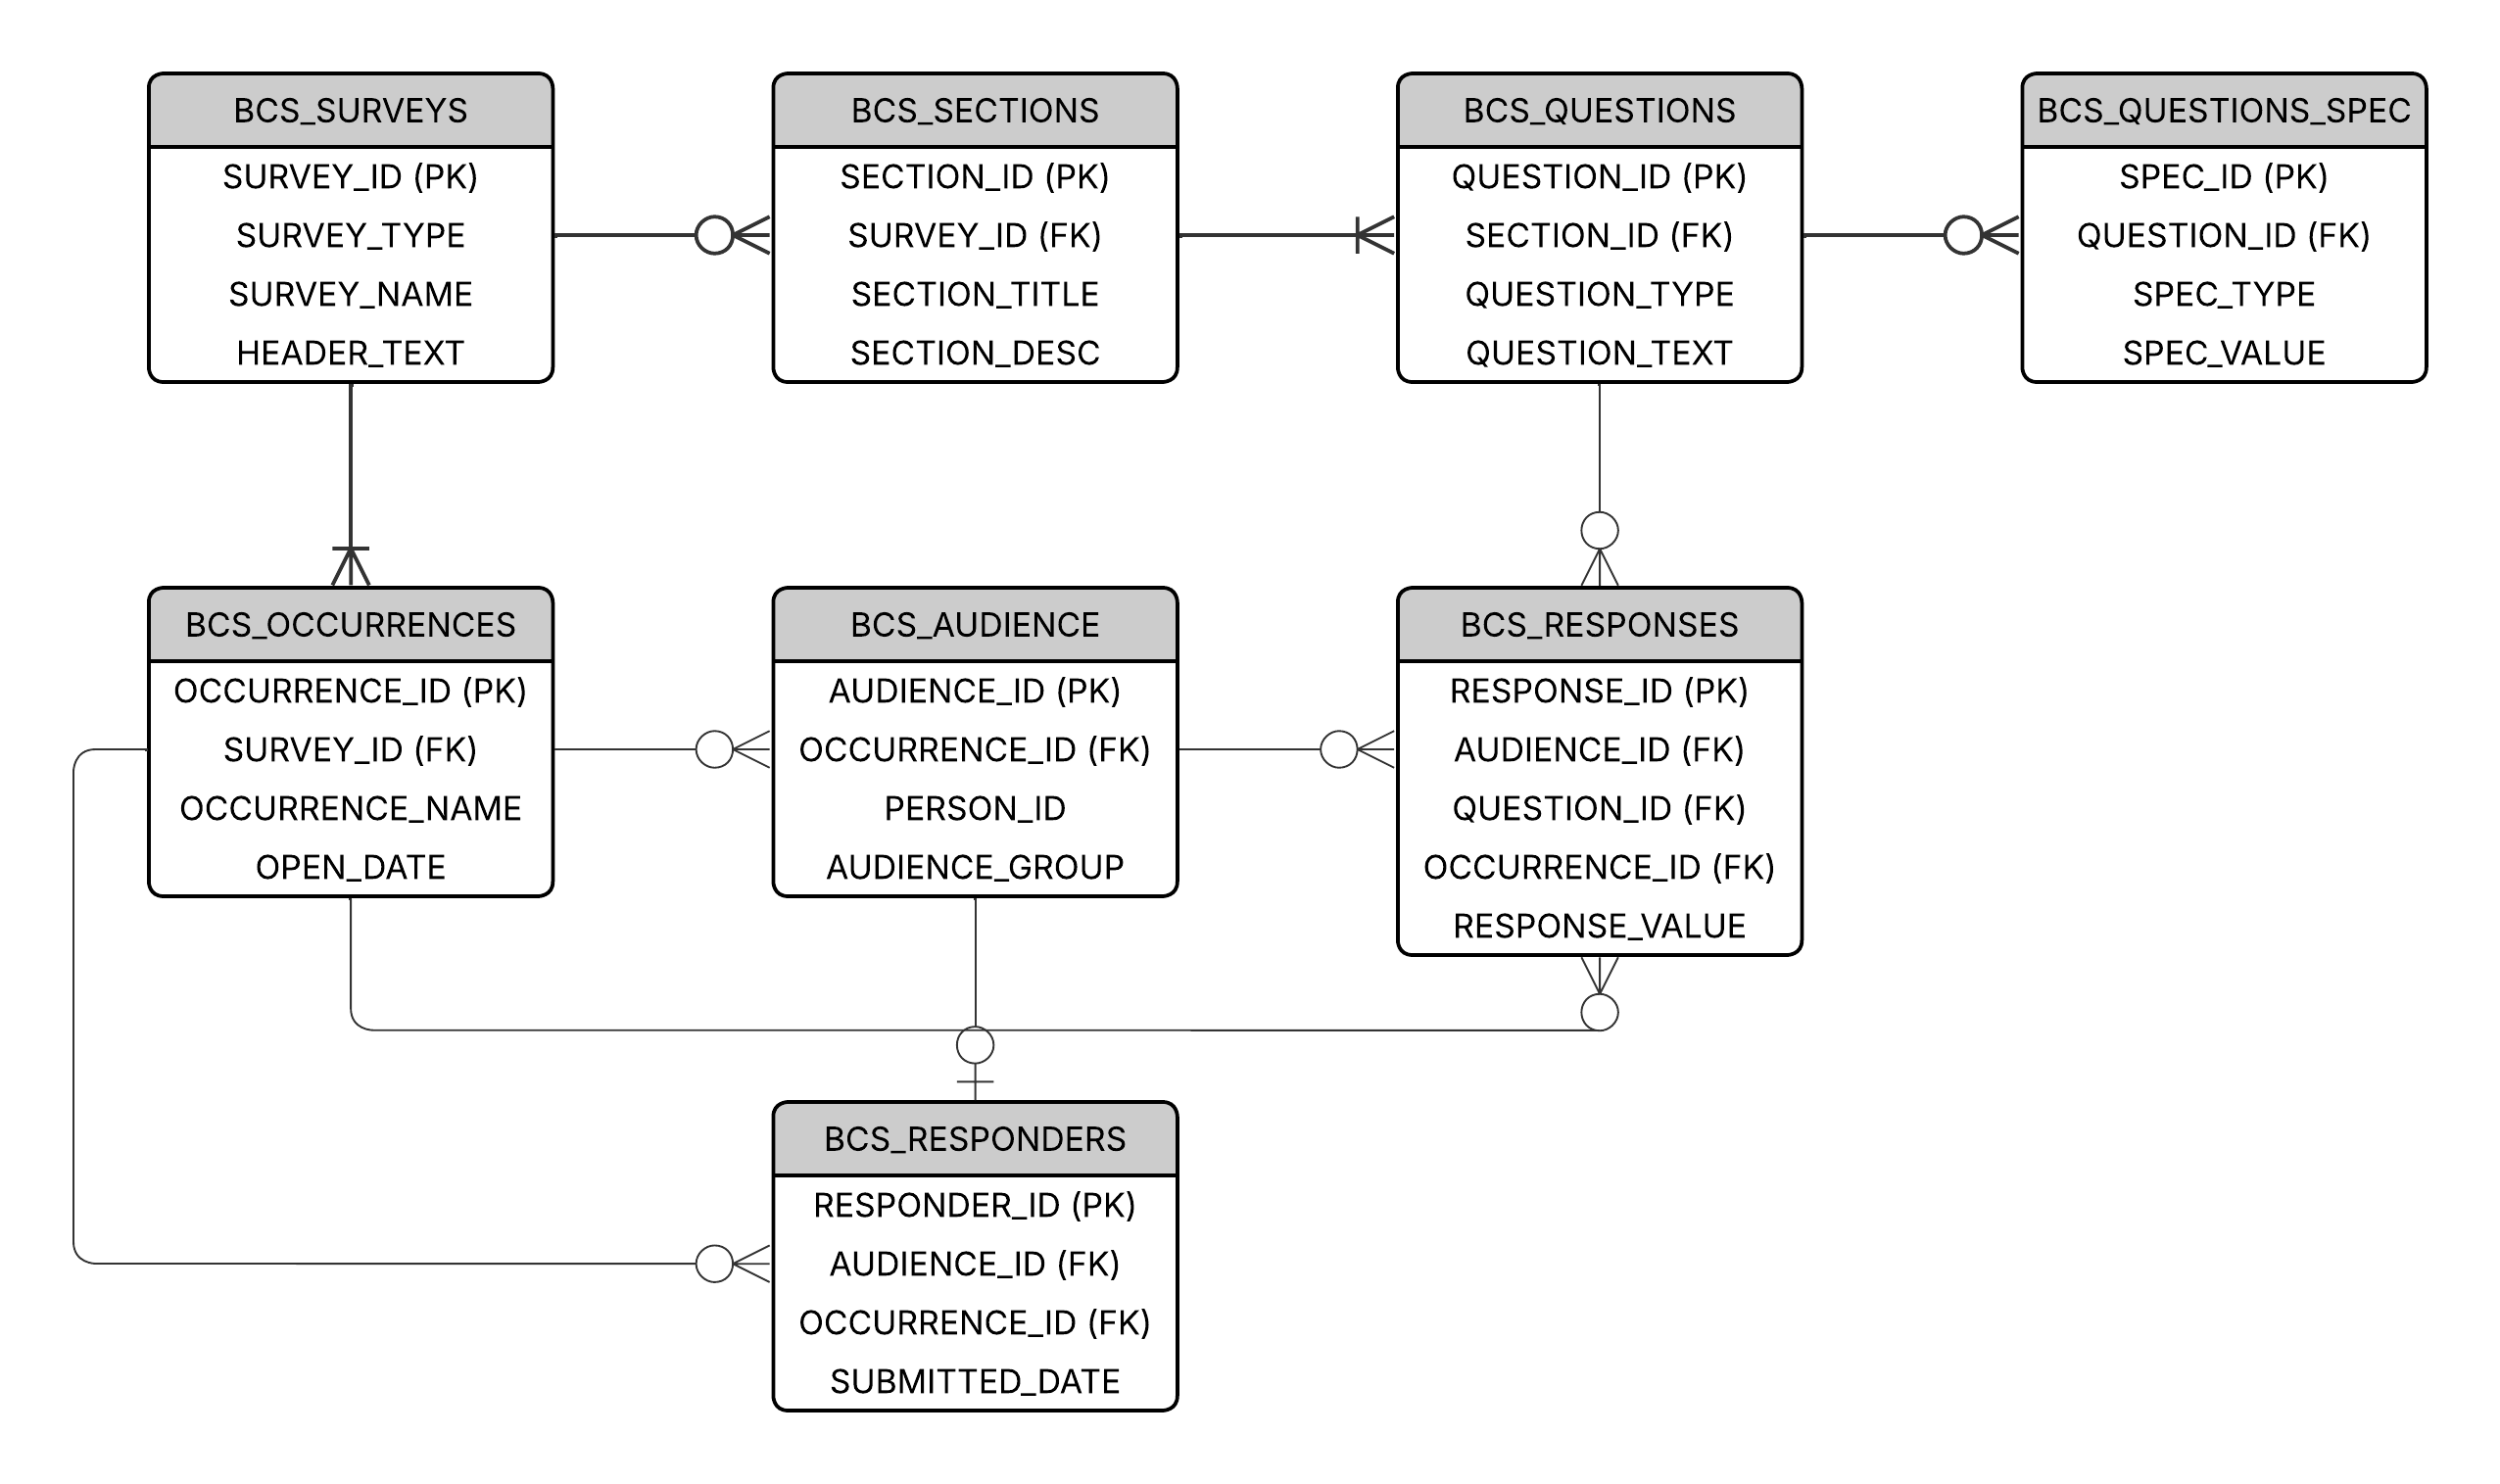 BCS_SURVEYS
SURVEY_ID (PK)
SURVEY_TYPE
SURVEY_NAME
HEADER_TEXT
BCS_SECTIONS
SECTION_ID (PK)
SURVEY_ID (FK)
SECTION_TITLE
SECTION_DESC
BCS_QUESTIONS
QUESTION_ID (PK)
SECTION_ID (FK)
QUESTION_TYPE
QUESTION_TEXT
BCS_QUESTIONS_SPEC
SPEC_ID (PK)
QUESTION_ID (FK)
SPEC_TYPE
SPEC_VALUE
BCS_OCCURRENCES
OCCURRENCE_ID (PK)
SURVEY_ID (FK)
OCCURRENCE_NAME
OPEN_DATE
BCS_AUDIENCE
AUDIENCE_ID (PK)
OCCURRENCE_ID (FK)
PERSON_ID
AUDIENCE_GROUP
BCS_RESPONSES
RESPONSE_ID (PK)
AUDIENCE_ID (FK)
QUESTION_ID (FK)
OCCURRENCE_ID (FK)
RESPONSE_VALUE
BCS_RESPONDERS
RESPONDER_ID (PK)
AUDIENCE_ID (FK)
OCCURRENCE_ID (FK)
SUBMITTED_DATE